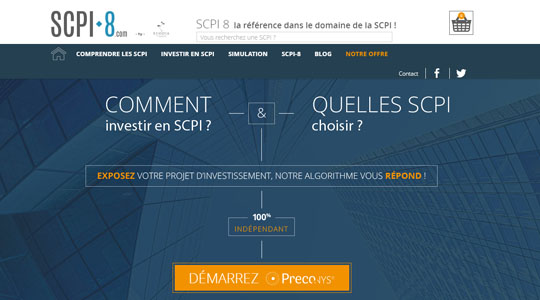 SCPI•8.com
SCPI 8 la référence dans le domaine de la SCPI !
Vous recherchez une SCPI ?
COMPRENDRE LES SCPI INVESTIR EN SCPI SIMULATION SCPI-8 BLOG NOTRE OFFRE
Contact
COMMENT
investir en SCPI ?
&
QUELLES SCPI
choisir ?
EXPOSEZ VOTRE PROJET D'INVESTISSEMENT, NOTRE ALGORITHME VOUS RÉPOND !
100%
INDÉPENDANT
DÉMARREZ PrecoNYS